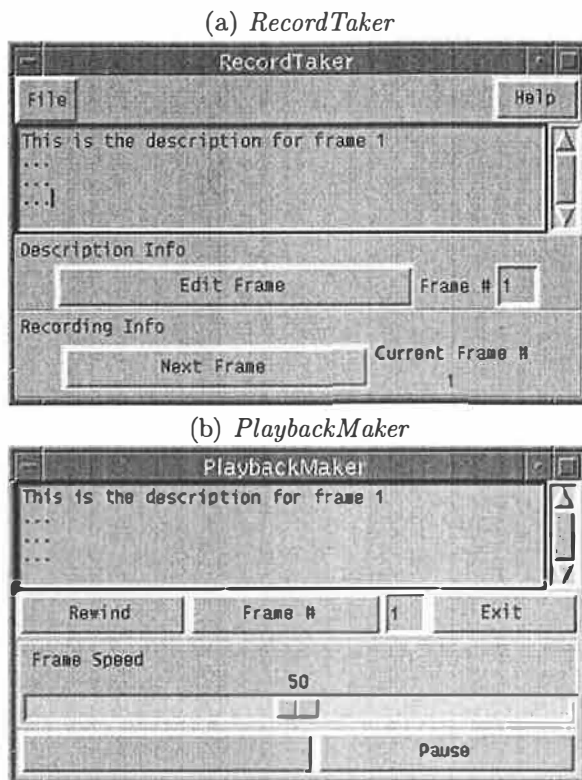 (a) RecordTaker
RecordTaker
File Help
This is the description for frame 1
...
...
...
Description Info
Edit Frame Frame # 1
Recording Info
Next Frame Current Frame #
1
(b) PlaybackMaker
PlaybackMaker
This is the description for frame 1
...
...
...
Rewind Frame # 1 Exit
Frame Speed
50
Pause